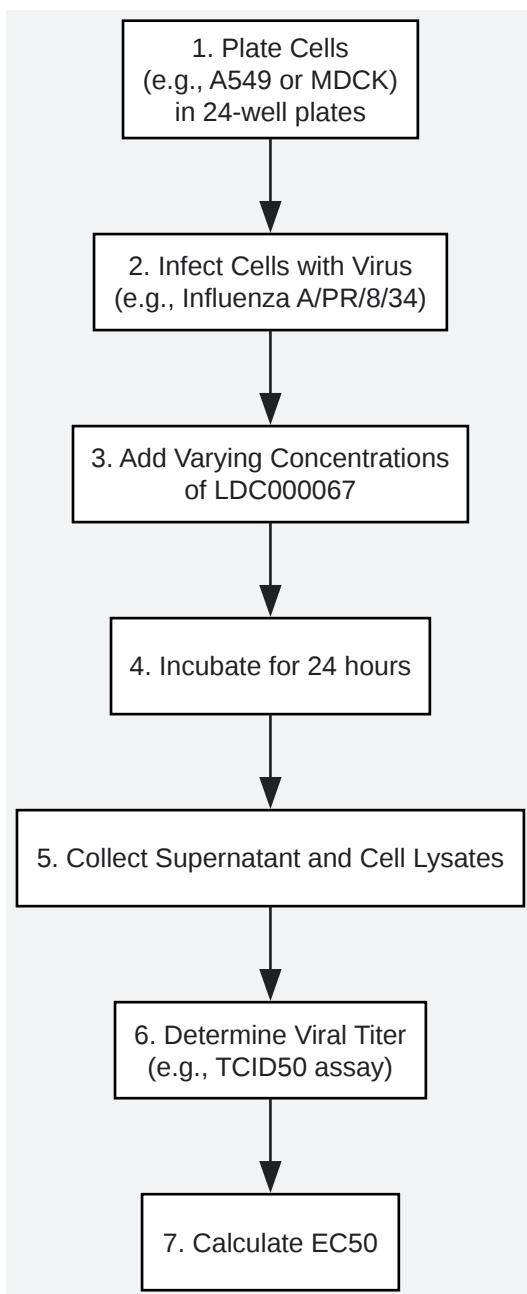 1. Plate Cells
(e.g., A549 or MDCK)
in 24-well plates
2. Infect Cells with Virus
(e.g., Influenza A/PR/8/34)
3. Add Varying Concentrations
of LDC000067
4. Incubate for 24 hours
5. Collect Supernatant and Cell Lysates
6. Determine Viral Titer
(e.g., TCID50 assay)
7. Calculate EC50